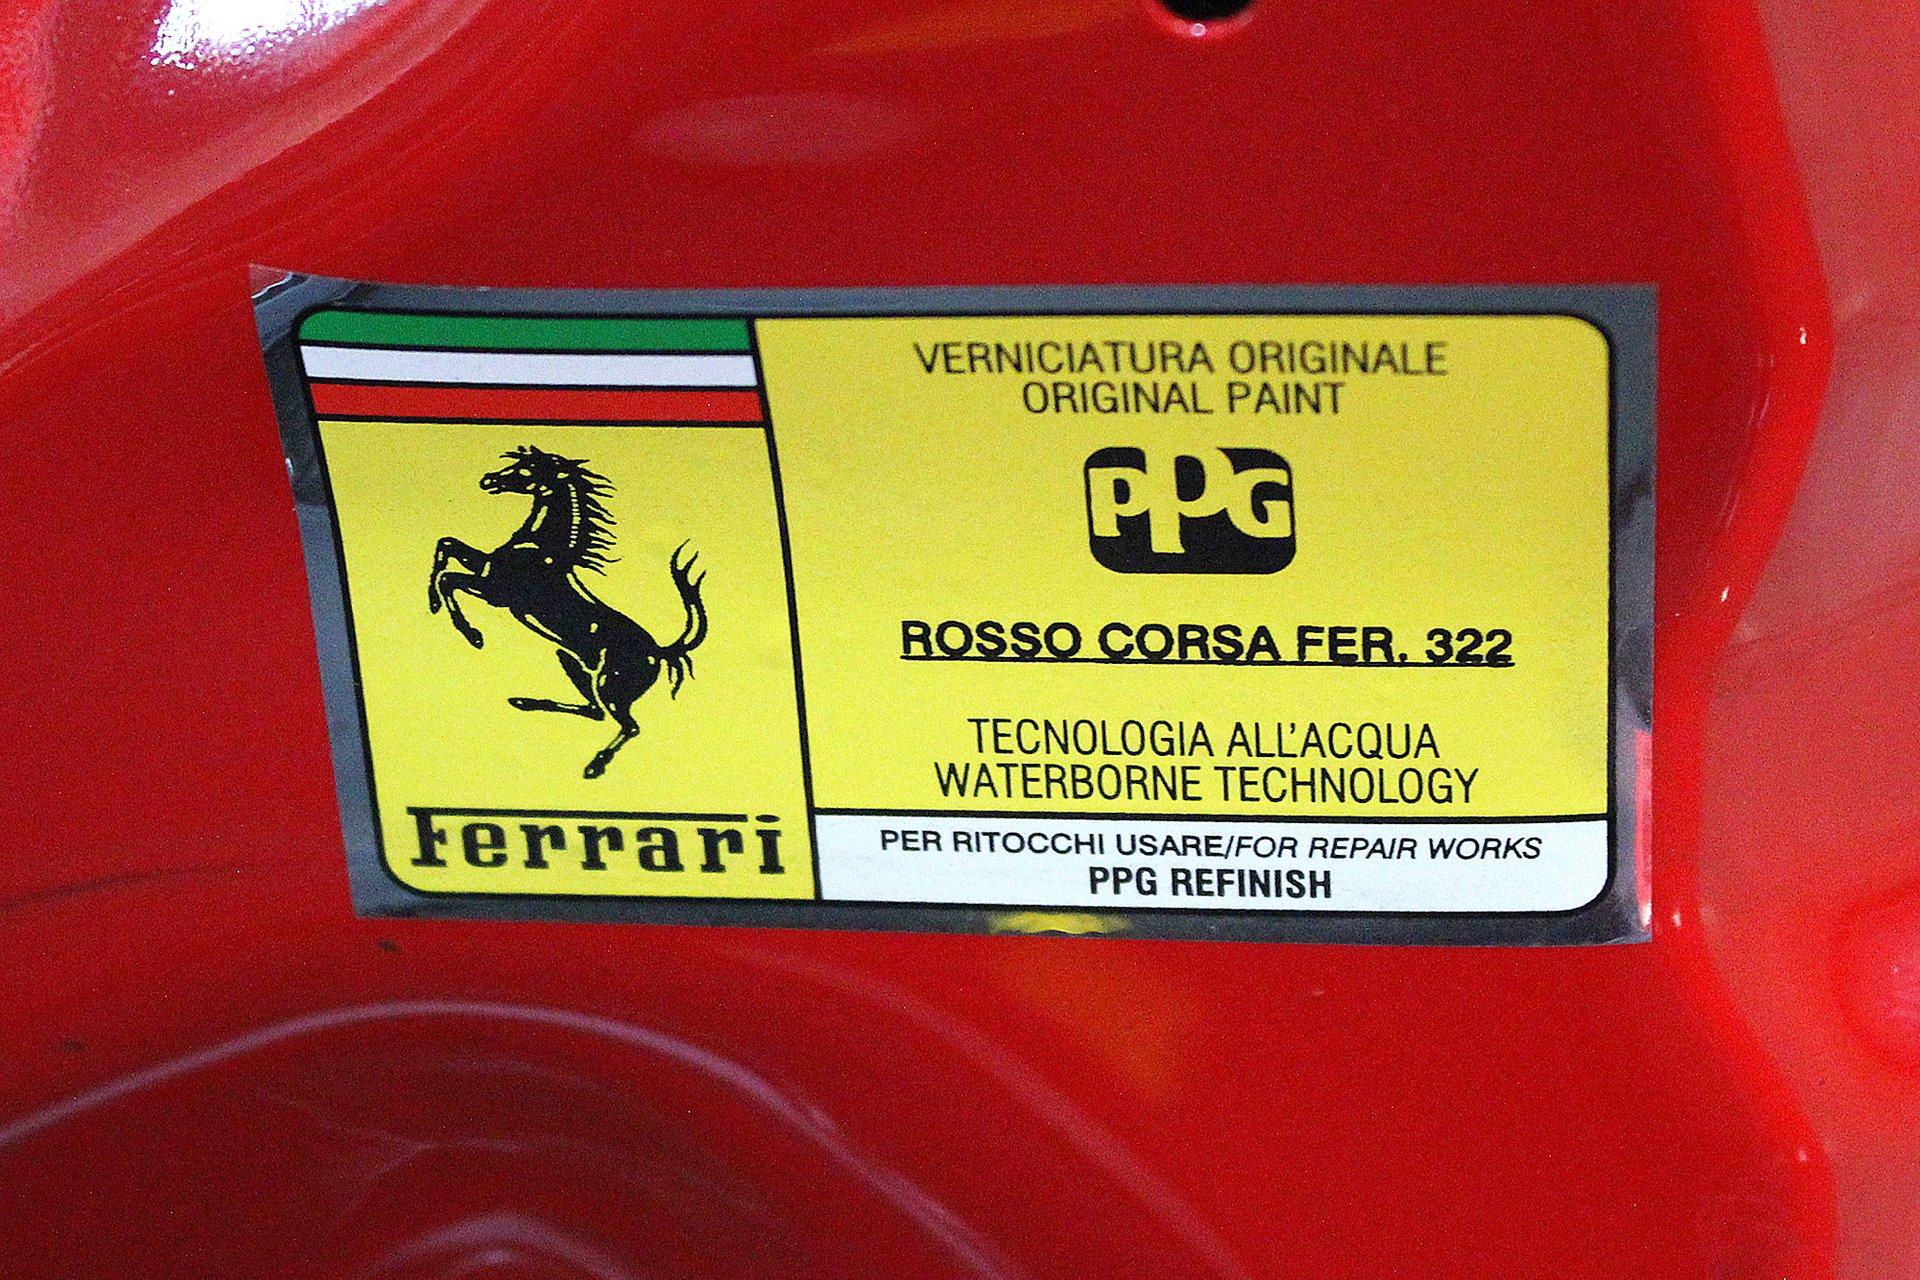 Ferrari
VERNICIATURA ORIGINALE
ORIGINAL PAINT
PPG
ROSSO CORSA FER. 322
TECNOLOGIA ALL'ACQUA
WATERBORNE TECHNOLOGY
PER RITOCCHI USARE/FOR REPAIR WORKS
PPG REFINISH